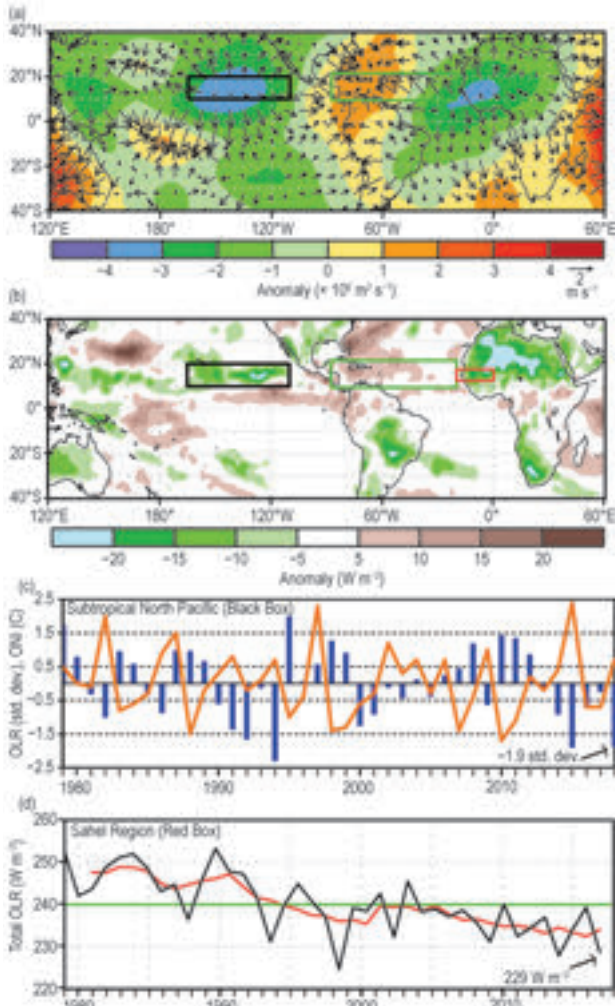 (a)
40°N
20°N
0°
20°S
40°S
120°E 180° 120°W 60°W 0° 60°E
−4 −3 −2 −1 0 1 2 3 4 2
Anomaly (× 10⁶ m² s⁻¹) m s⁻¹
(b)
40°N
20°N
0°
20°S
40°S
120°E 180° 120°W 60°W 0° 60°E
−20 −15 −10 −5 5 10 15 20
Anomaly (W m⁻²)
(c)
OLR (std. dev.), ONI (C)
Subtropical North Pacific (Black Box)
2.5
1.5
0.5
−0.5
−1.5
−2.5
−1.9 std. dev.
1980 1990 2000 2010
(d)
Total OLR (W m⁻²)
Sahel Region (Red Box)
260
250
240
230
220
229 W m⁻²
1980 1990 2000 2010